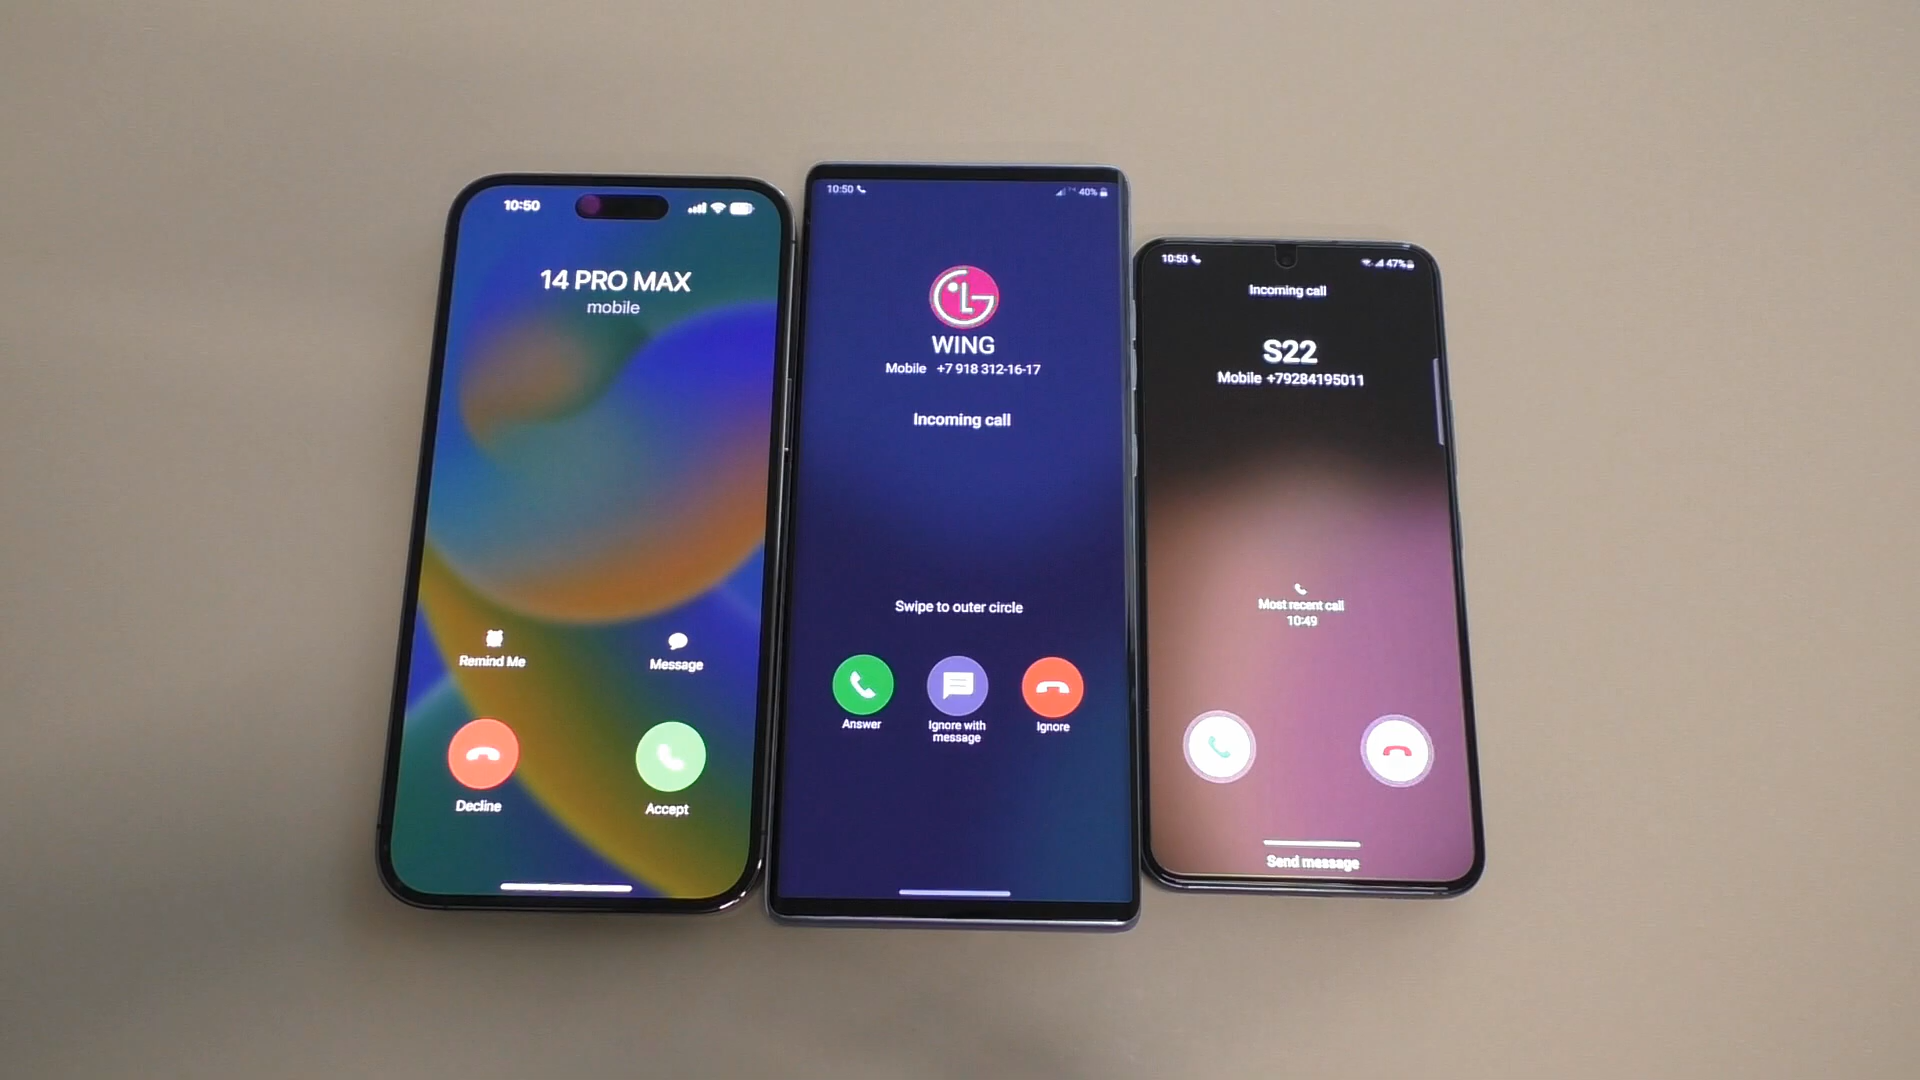 10:50
14 PRO MAX
mobile
Remind Me
Message
Decline
Accept
10:50
40%
LG
WING
Mobile +7 918 312-16-17
Incoming call
Swipe to outer circle
Answer
Ignore with
message
Ignore
10:50
47%
Incoming call
S22
Mobile +79284195011
Most recent call
10:49
Send message